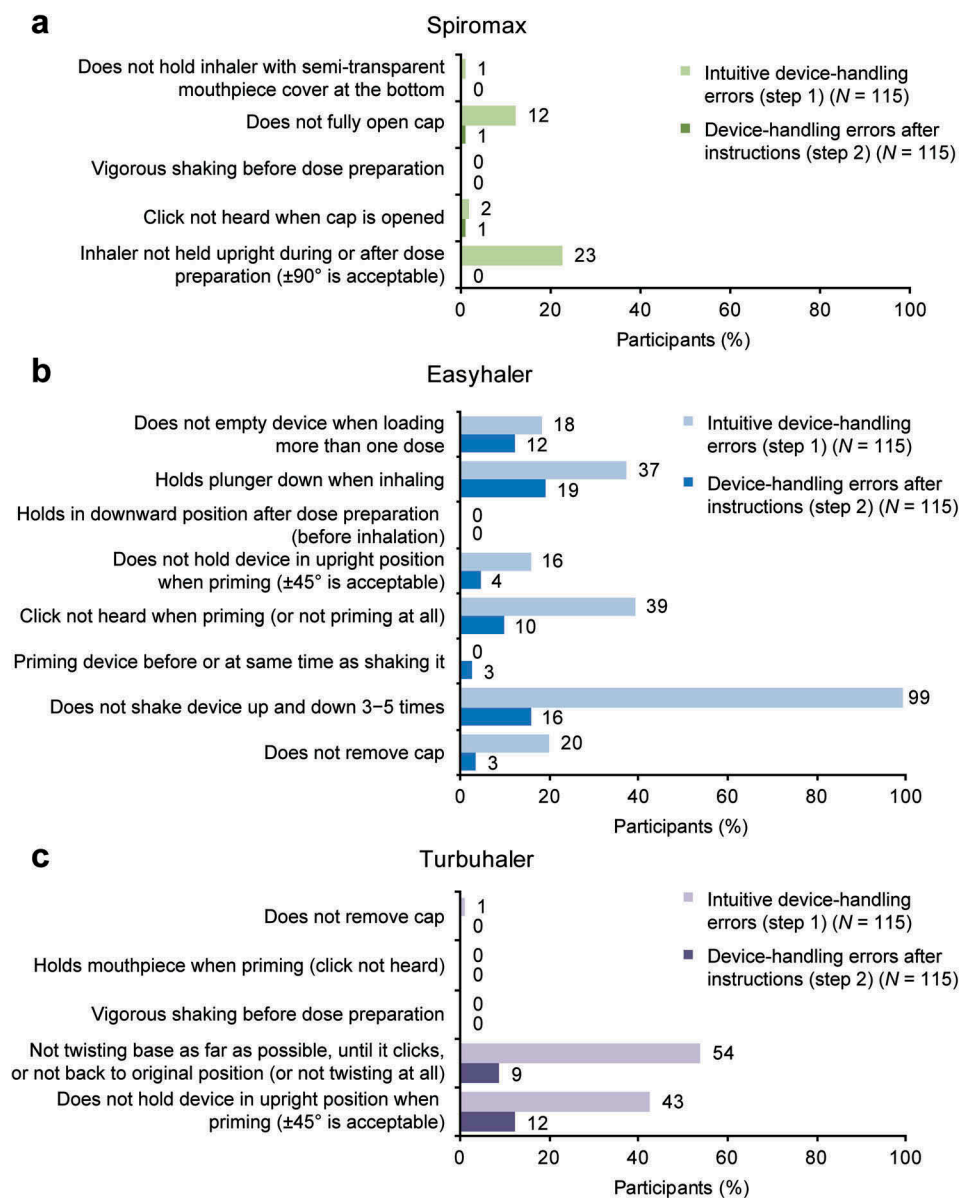 a
Spiromax
Does not hold inhaler with semi-transparent
mouthpiece cover at the bottom
1
0
Does not fully open cap
12
1
Vigorous shaking before dose preparation
0
0
Click not heard when cap is opened
2
1
Inhaler not held upright during or after dose
preparation (±90° is acceptable)
23
0
Intuitive device-handling
errors (step 1) (N = 115)
Device-handling errors after
instructions (step 2) (N = 115)
0 20 40 60 80 100
Participants (%)
b
Easyhaler
Does not empty device when loading
more than one dose
18
12
Holds plunger down when inhaling
37
19
Holds in downward position after dose preparation
(before inhalation)
0
0
Does not hold device in upright position
when priming (±45° is acceptable)
16
4
Click not heard when priming (or not priming at all)
39
10
Priming device before or at same time as shaking it
0
3
Does not shake device up and down 3–5 times
99
16
Does not remove cap
20
3
Intuitive device-handling
errors (step 1) (N = 115)
Device-handling errors after
instructions (step 2) (N = 115)
0 20 40 60 80 100
Participants (%)
c
Turbuhaler
Does not remove cap
1
0
Holds mouthpiece when priming (click not heard)
0
0
Vigorous shaking before dose preparation
0
0
Not twisting base as far as possible, until it clicks,
or not back to original position (or not twisting at all)
54
9
Does not hold device in upright position when
priming (±45° is acceptable)
43
12
Intuitive device-handling
errors (step 1) (N = 115)
Device-handling errors after
instructions (step 2) (N = 115)
0 20 40 60 80 100
Participants (%)